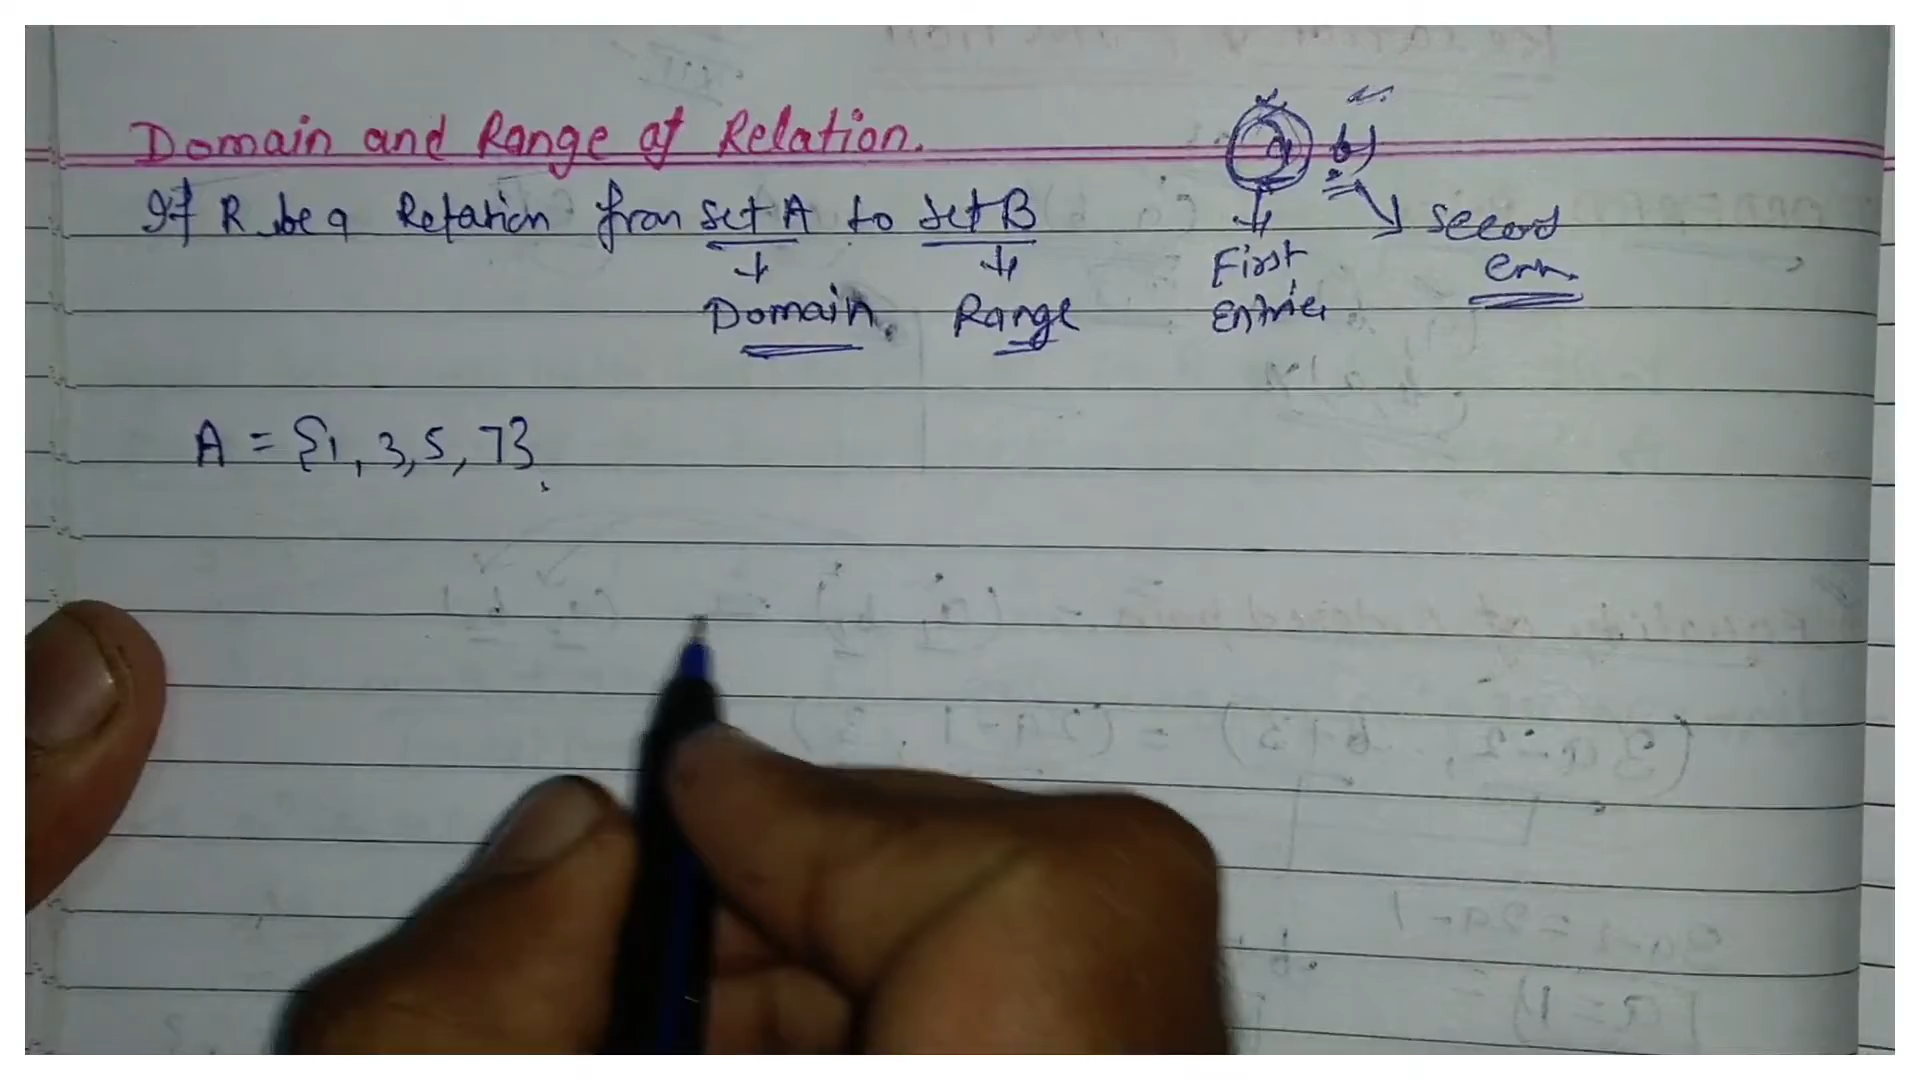 Domain and Range of Relation.
If R be a Relation from set A to set B
Domain. Range
(a, b)
First
Entries
Second
A = {1, 3, 5, 7}